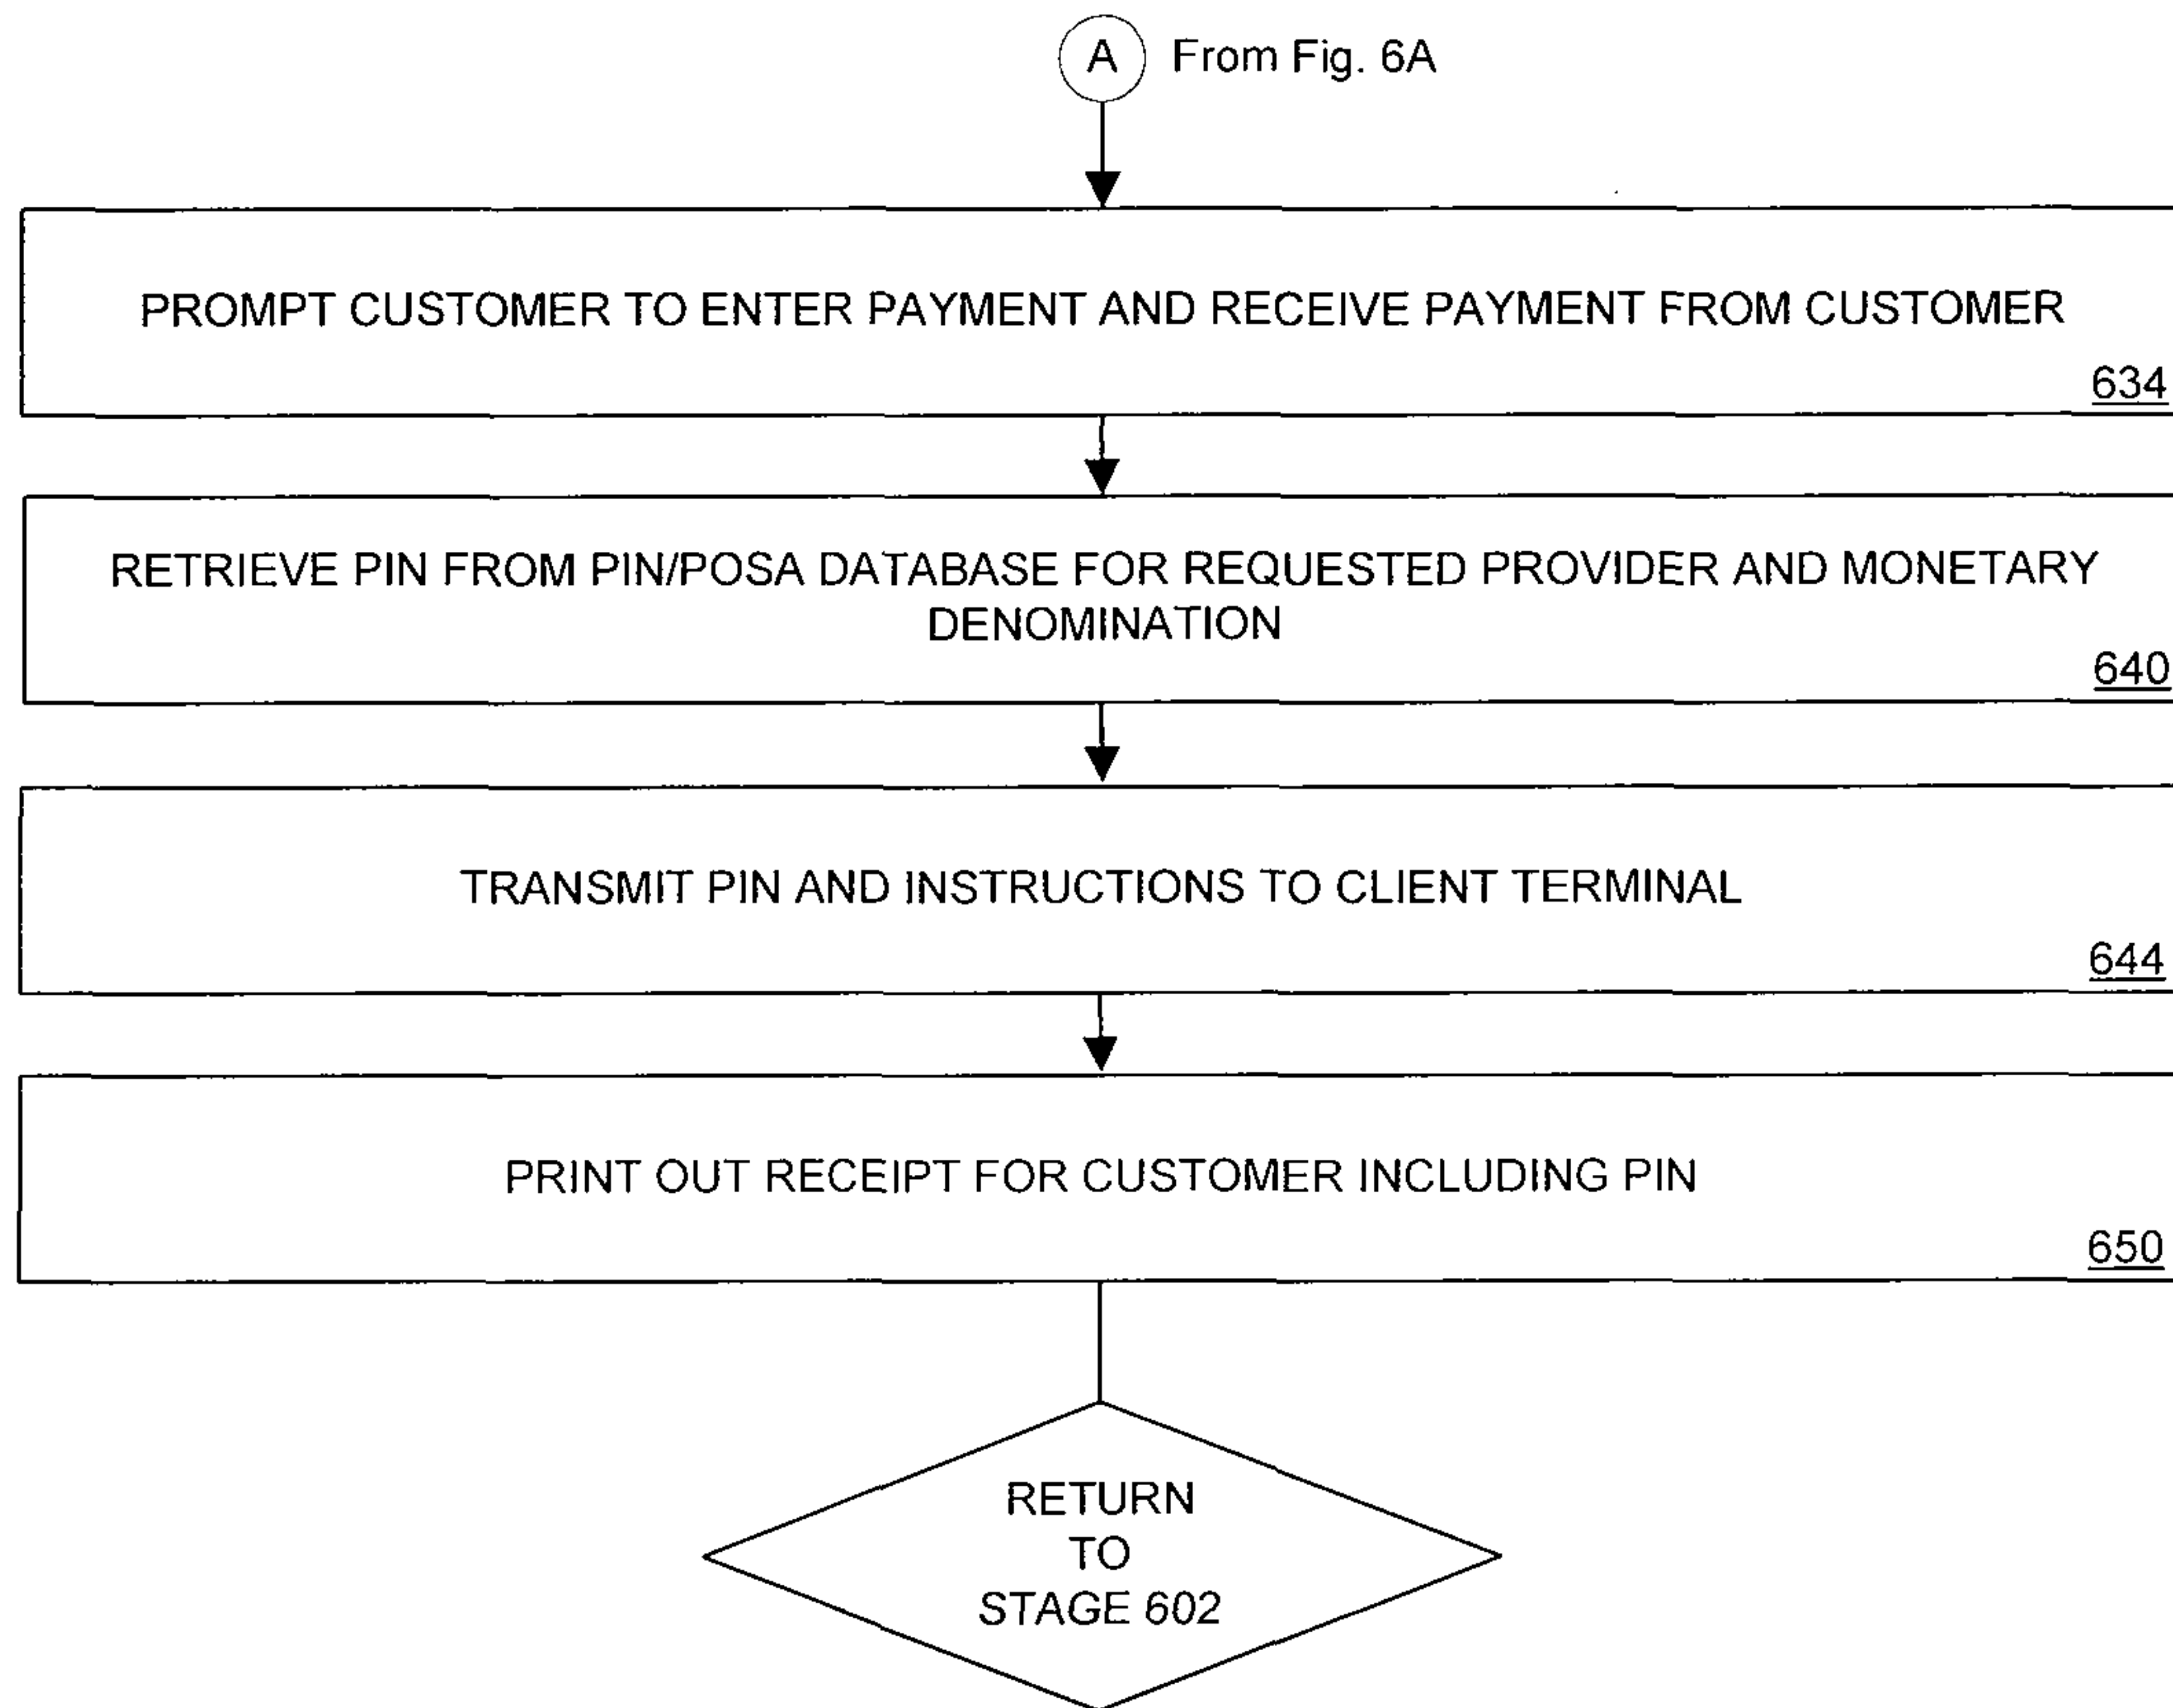 A From Fig. 6A
PROMPT CUSTOMER TO ENTER PAYMENT AND RECEIVE PAYMENT FROM CUSTOMER
634
RETRIEVE PIN FROM PIN/POSA DATABASE FOR REQUESTED PROVIDER AND MONETARY
DENOMINATION
640
TRANSMIT PIN AND INSTRUCTIONS TO CLIENT TERMINAL
644
PRINT OUT RECEIPT FOR CUSTOMER INCLUDING PIN
650
RETURN
TO
STAGE 602